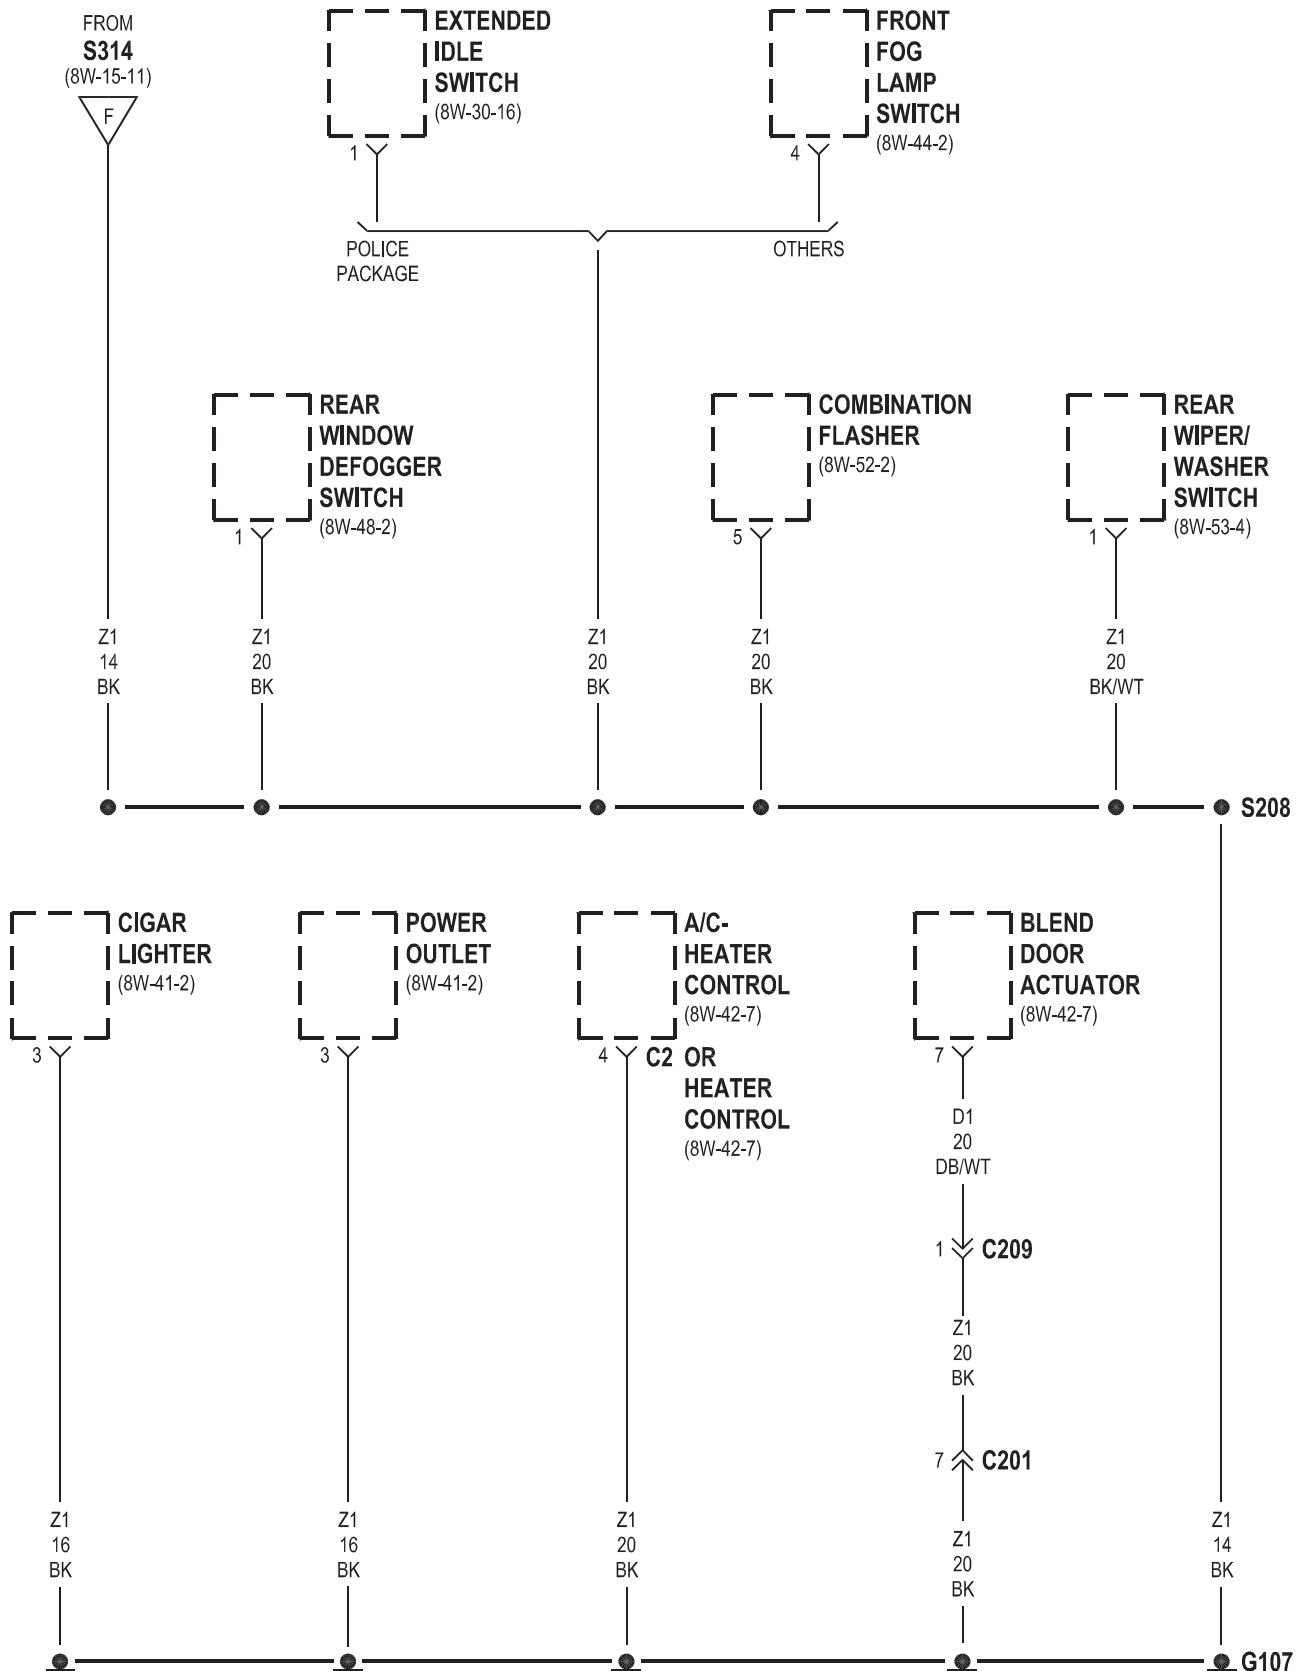 FROM
S314
(8W-15-11)
F
EXTENDED
IDLE
SWITCH
(8W-30-16)
1
FRONT
FOG
LAMP
SWITCH
(8W-44-2)
4
POLICE
PACKAGE
OTHERS
REAR
WINDOW
DEFOGGER
SWITCH
(8W-48-2)
1
COMBINATION
FLASHER
(8W-52-2)
5
REAR
WIPER/
WASHER
SWITCH
(8W-53-4)
1
Z1
14
BK
Z1
20
BK
Z1
20
BK
Z1
20
BK
Z1
20
BK/WT
S208
CIGAR
LIGHTER
(8W-41-2)
3
POWER
OUTLET
(8W-41-2)
3
A/C-
HEATER
CONTROL
(8W-42-7)
4
C2 OR
HEATER
CONTROL
(8W-42-7)
BLEND
DOOR
ACTUATOR
(8W-42-7)
7
D1
20
DB/WT
1
C209
Z1
20
BK
7
C201
Z1
16
BK
Z1
16
BK
Z1
20
BK
Z1
20
BK
Z1
14
BK
G107